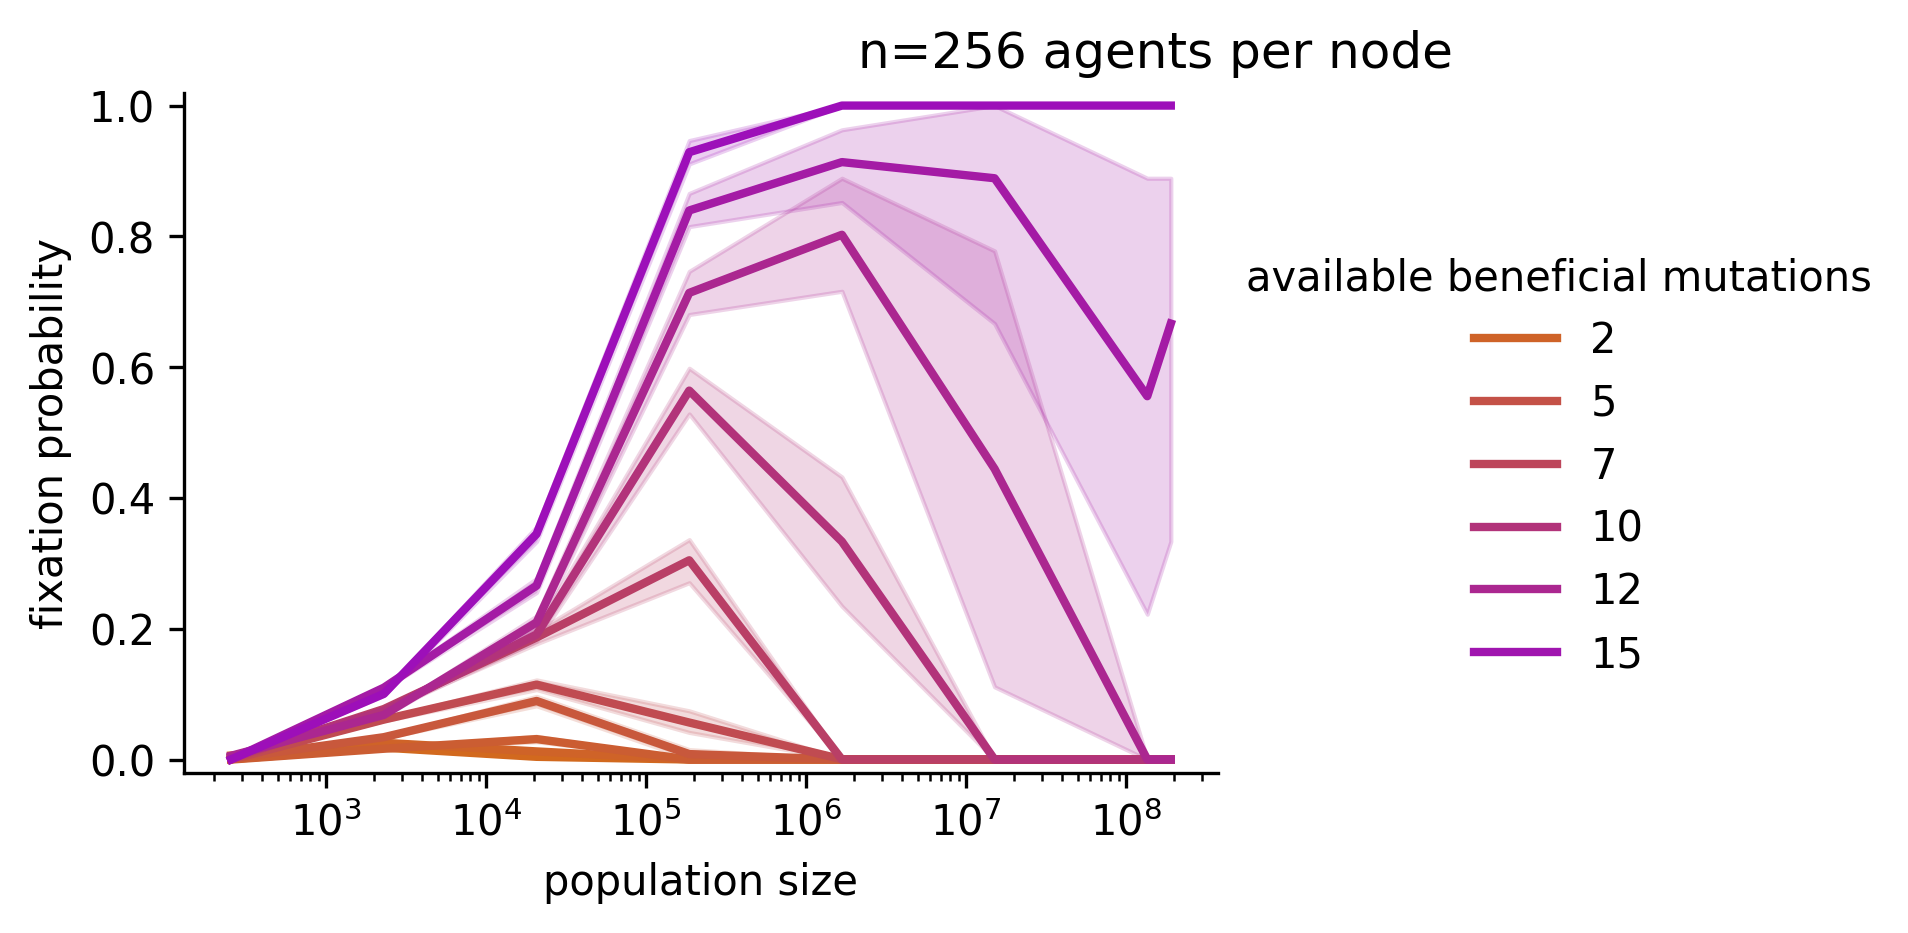 n=256 agents per node
fixation probability
1.0
0.8
0.6
0.4
0.2
0.0
10³ 10⁴ 10⁵ 10⁶ 10⁷ 10⁸
population size
available beneficial mutations
2
5
7
10
12
15